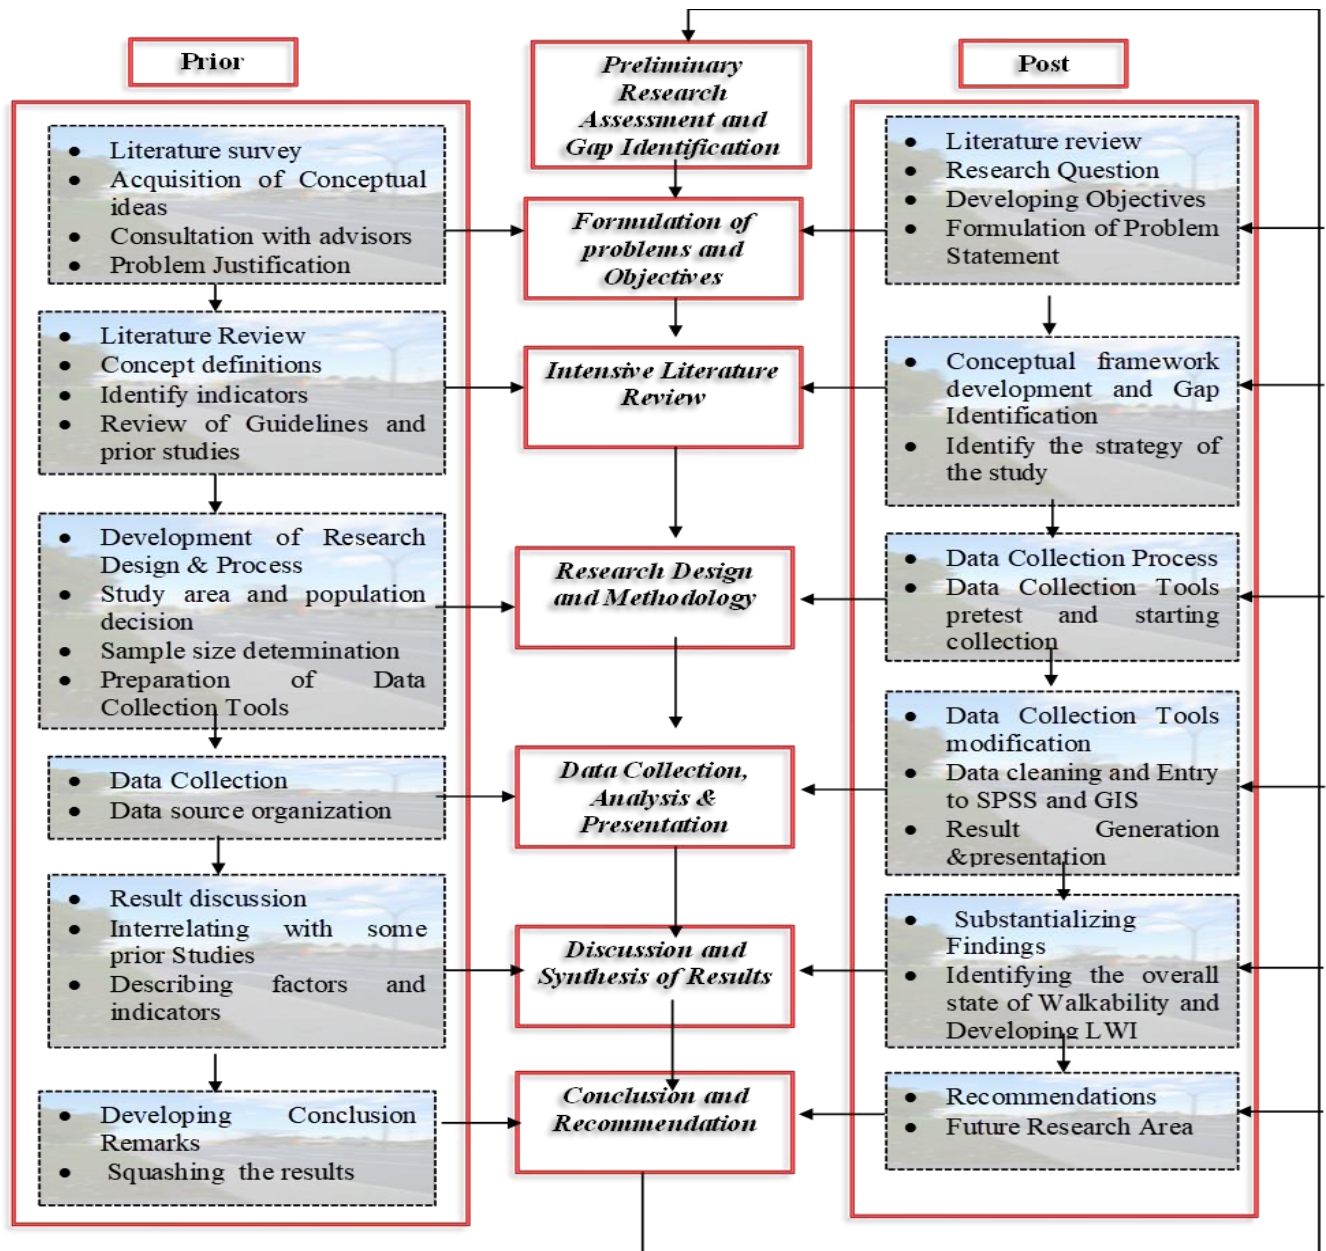 Prior
• Literature survey
• Acquisition of Conceptual
ideas
• Consultation with advisors
• Problem Justification
• Literature Review
• Concept definitions
• Identify indicators
• Review of Guidelines and
prior studies
• Development of Research
Design & Process
• Study area and population
decision
• Sample size determination
• Preparation of Data
Collection Tools
• Data Collection
• Data source organization
• Result discussion
• Interrelating with some
prior Studies
• Describing factors and
indicators
• Developing Conclusion
Remarks
• Squashing the results
Preliminary
Research
Assessment and
Gap Identification
Formulation of
problems and
Objectives
Intensive Literature
Review
Research Design
and Methodology
Data Collection,
Analysis &
Presentation
Discussion and
Synthesis of Results
Conclusion and
Recommendation
Post
• Literature review
• Research Question
• Developing Objectives
• Formulation of Problem
Statement
• Conceptual framework
development and Gap
Identification
• Identify the strategy of
the study
• Data Collection Process
• Data Collection Tools
pretest and starting
collection
• Data Collection Tools
modification
• Data cleaning and Entry
to SPSS and GIS
• Result Generation
&presentation
• Substantializing
Findings
• Identifying the overall
state of Walkability and
Developing LWI
• Recommendations
• Future Research Area